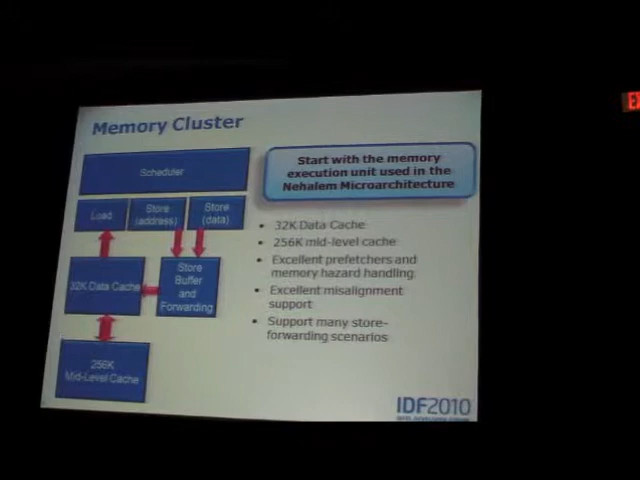 Memory Cluster
Scheduler
Load
Store
(address)
Store
(data)
32K Data Cache
Store
Buffer
and
Forwarding
256K
Mid-Level Cache
Start with the memory
execution unit used in the
Nehalem Microarchitecture
• 32K Data Cache
• 256K mid-level cache
• Excellent prefetchers and
memory hazard handling
• Excellent misalignment
support
• Support many store-
forwarding scenarios
IDF2010